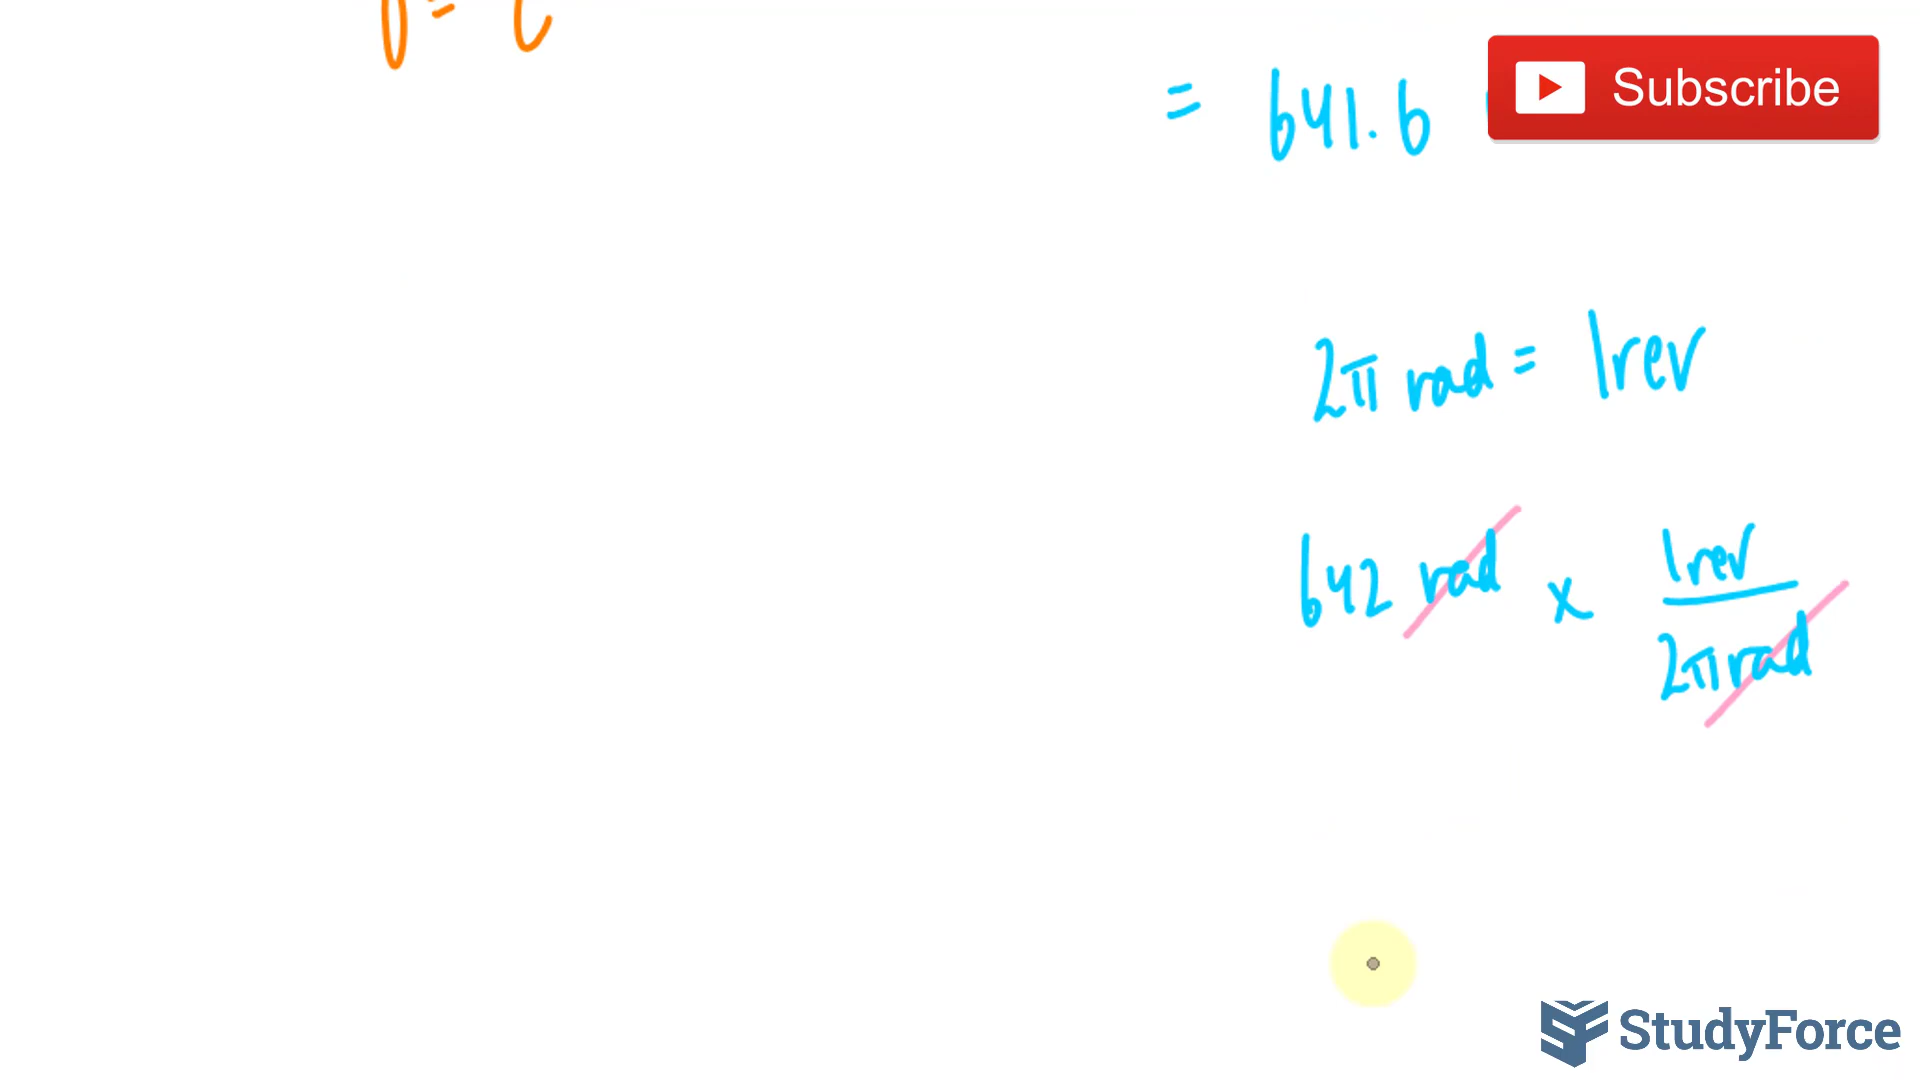 = 641.6
Subscribe
2π rad = 1rev
642 rad x 1rev
2π rad
StudyForce